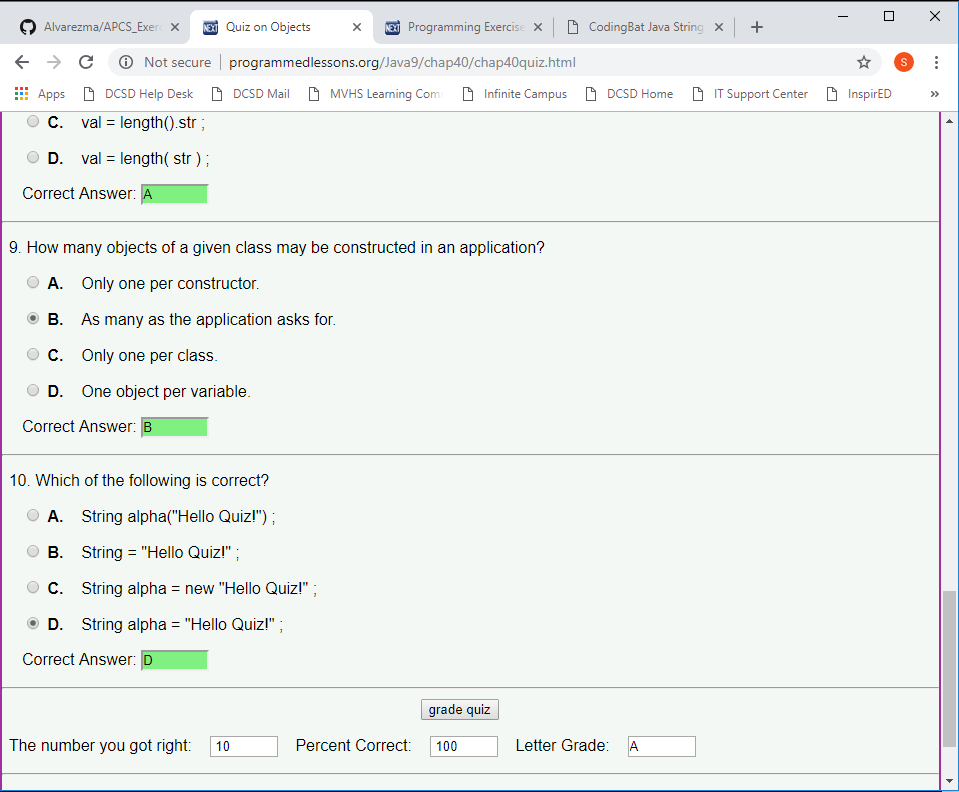 Alvarezma/APCS_Exer
Quiz on Objects
Programming Exercise
CodingBat Java String
Not secure programmedlessons.org/Java9/chap40/chap40quiz.html
S
Apps DCSD Help Desk DCSD Mail MVHS Learning Com Infinite Campus DCSD Home IT Support Center InspirED »
C. val = length().str ;
D. val = length( str ) ;
Correct Answer: A
9. How many objects of a given class may be constructed in an application?
A. Only one per constructor.
B. As many as the application asks for.
C. Only one per class.
D. One object per variable.
Correct Answer: B
10. Which of the following is correct?
A. String alpha("Hello Quiz!") ;
B. String = "Hello Quiz!" ;
C. String alpha = new "Hello Quiz!" ;
D. String alpha = "Hello Quiz!" ;
Correct Answer: D
grade quiz
The number you got right: 10 Percent Correct: 100 Letter Grade: A